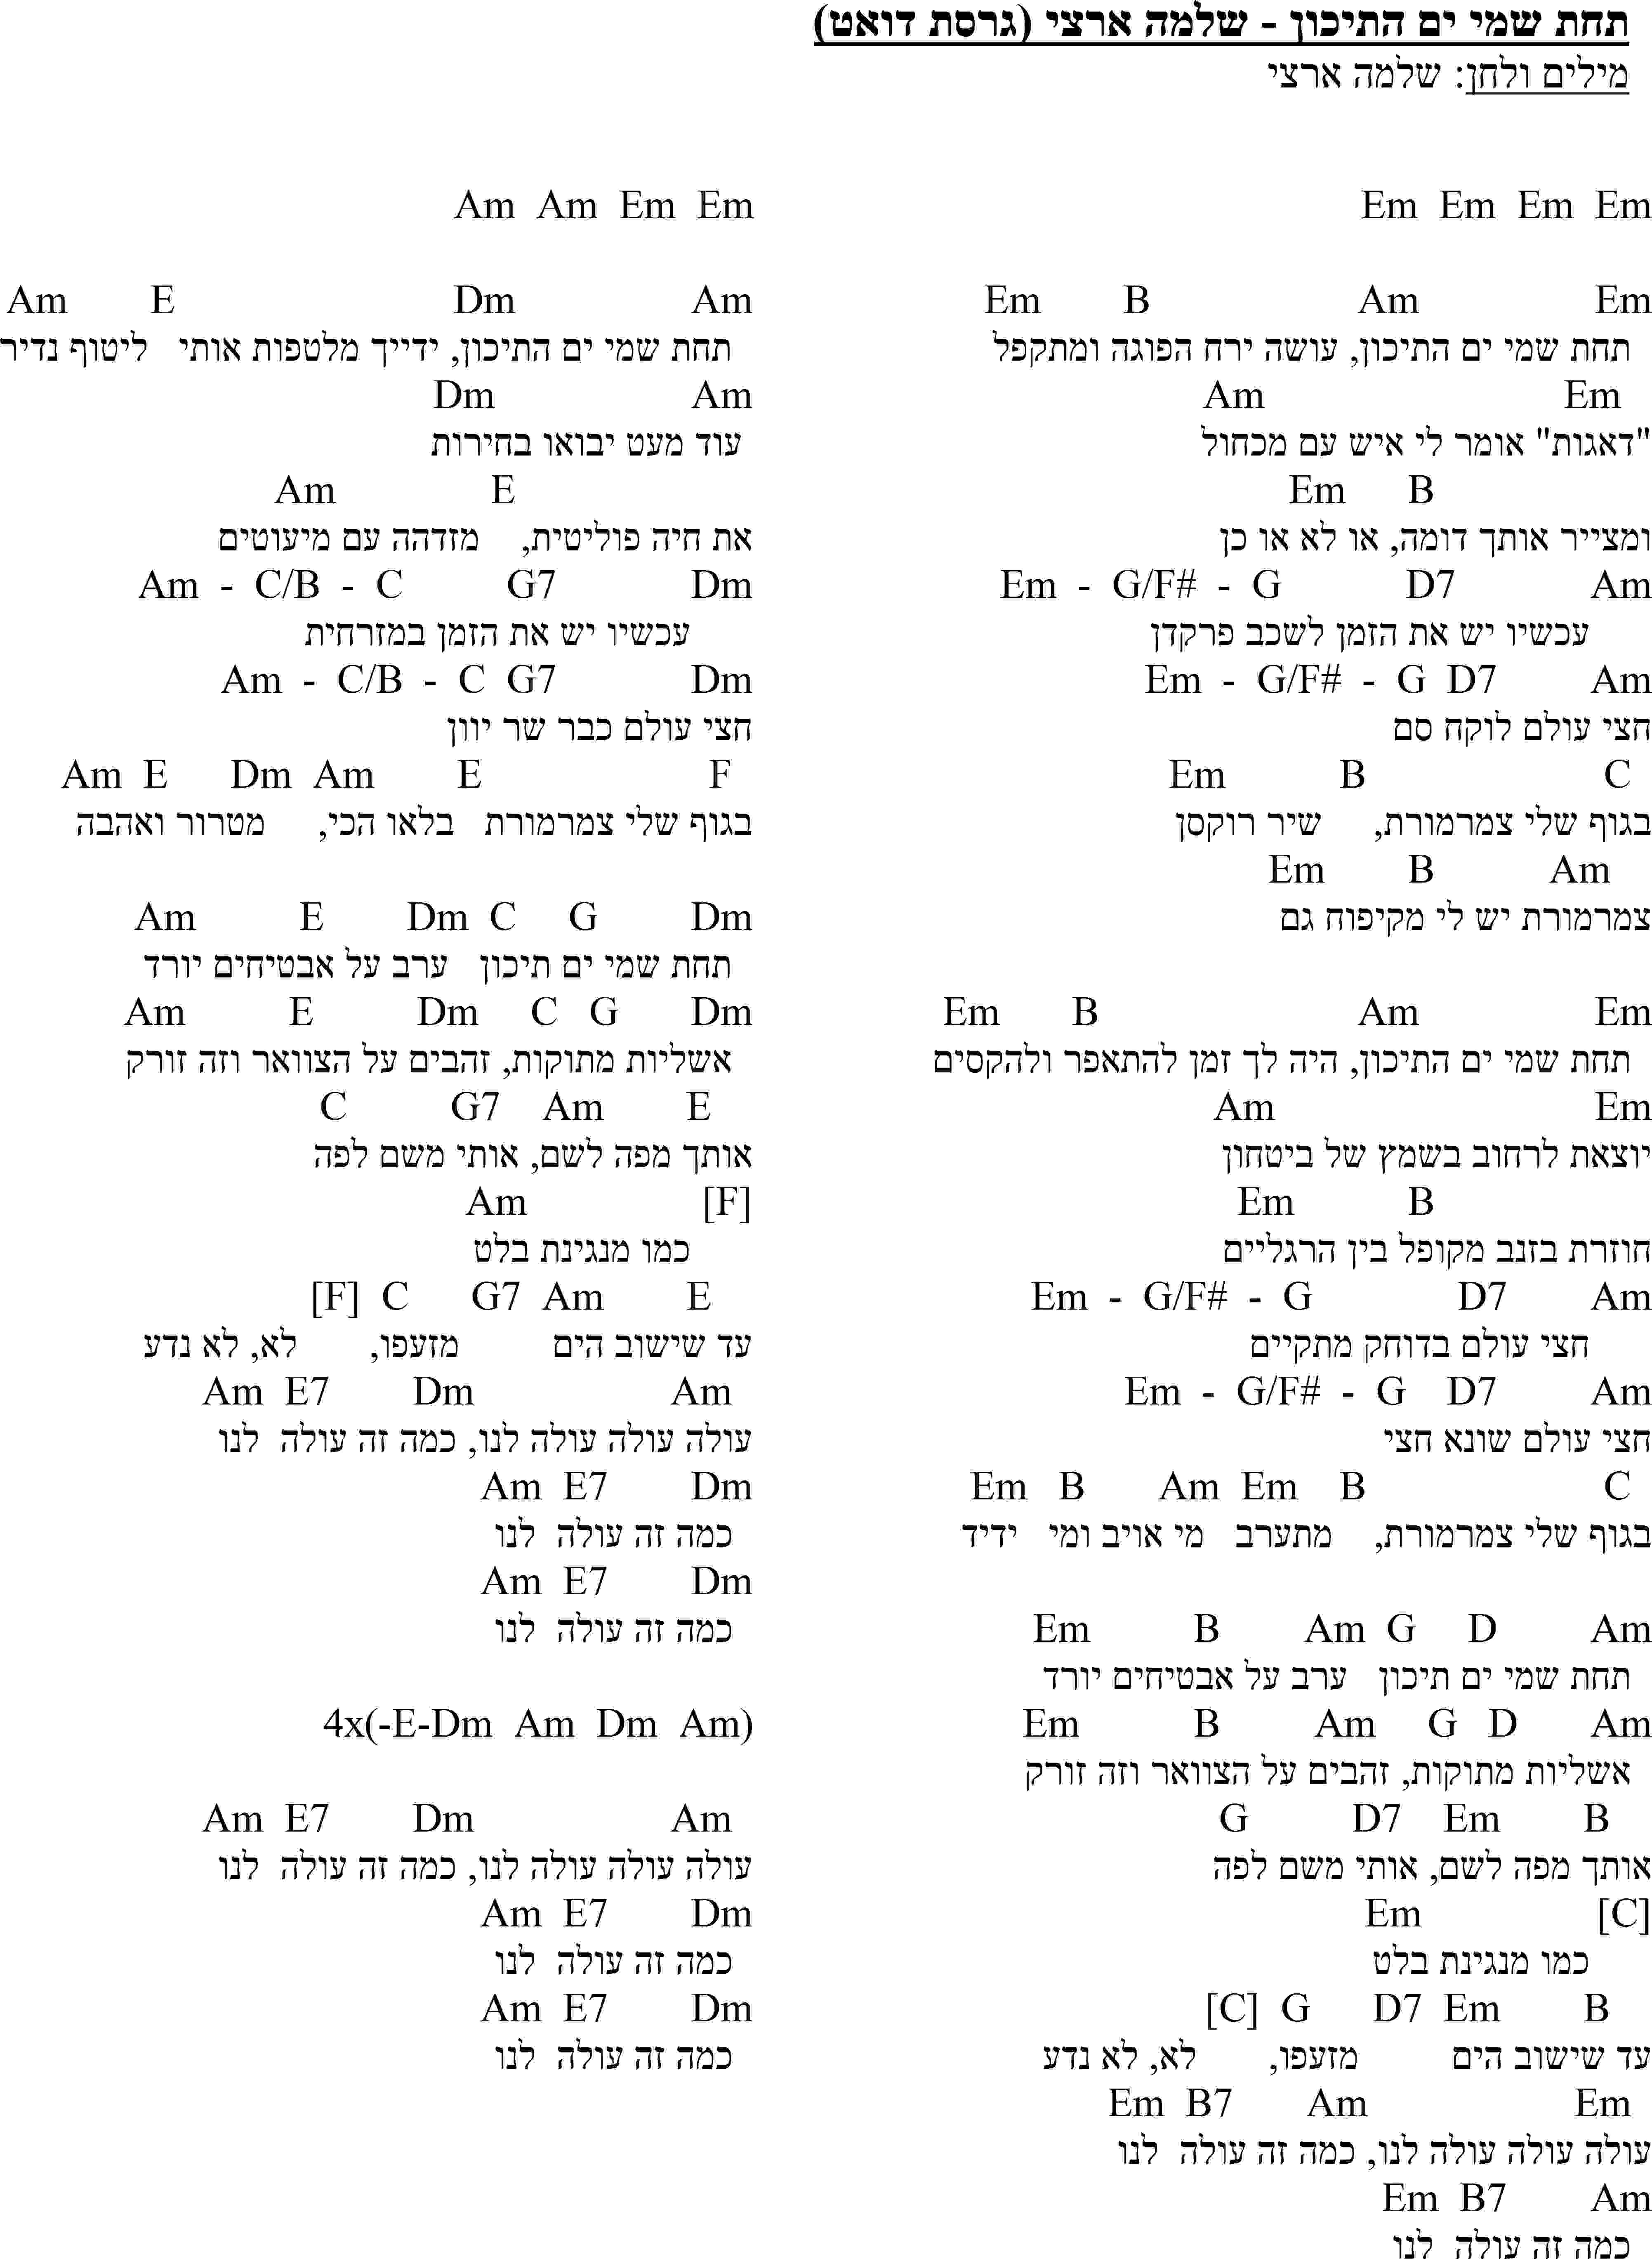 תחת שמי ים התיכון - שלמה ארצי (גרסת דואט)
מילים ולחן: שלמה ארצי
Em  Em  Em  Em
Em  B  Am  Em
תחת שמי ים התיכון, עושה ירח הפוגה ומתקפל
Am  Em
"דאגות" אומר לי איש עם מכחול
Em  B
ומצייר אותך דומה, או לא או כן
Em  -  G/F#  -  G  D7  Am
עכשיו יש את הזמן לשכב פרקדן
Em  -  G/F#  -  G  D7  Am
חצי עולם לוקח סם
Em  B  C
בגוף שלי צמרמורת, שיר רוקסן
Em  B  Am
צמרמורת יש לי מקיפוח גם
Em  B  Am  Em
תחת שמי ים התיכון, היה לך זמן להתאפר ולהקסים
Am  Em
יוצאת לרחוב בשמץ של ביטחון
Em  B
חוזרת בזנב מקופל בין הרגליים
Em  -  G/F#  -  G  D7  Am
חצי עולם בדוחק מתקיים
Em  -  G/F#  -  G  D7  Am
חצי עולם שונא חצי
Em  B  Am  Em  B  C
בגוף שלי צמרמורת, מתערב מי אויב ומי ידיד
Em  B  Am  G  D  Am
תחת שמי ים תיכון ערב על אבטיחים יורד
Em  B  Am  G  D  Am
אשליות מתוקות, זהבים על הצוואר וזה זורק
G  D7  Em  B
אותך מפה לשם, אותי משם לפה
Em  [C]
כמו מנגינת בלט
[C]  G  D7  Em  B
עד שישוב הים מזעפו, לא, לא נדע
Em  B7  Am  Em
עולה עולה עולה לנו, כמה זה עולה לנו
Em  B7  Am
כמה זה עולה לנו
Am  Am  Em  Em
Am  E  Dm  Am
תחת שמי ים התיכון, ידייך מלטפות אותי ליטוף נדיר
Dm  Am
עוד מעט יבואו בחירות
Am  E
את חיה פוליטית, מזדהה עם מיעוטים
Am  -  C/B  -  C  G7  Dm
עכשיו יש את הזמן במזרחית
Am  -  C/B  -  C  G7  Dm
חצי עולם כבר שר יוון
Am  E  Dm  Am  E  F
בגוף שלי צמרמורת בלאו הכי, מטרור ואהבה
Am  E  Dm  C  G  Dm
תחת שמי ים תיכון ערב על אבטיחים יורד
Am  E  Dm  C  G  Dm
אשליות מתוקות, זהבים על הצוואר וזה זורק
C  G7  Am  E
אותך מפה לשם, אותי משם לפה
Am  [F]
כמו מנגינת בלט
[F]  C  G7  Am  E
עד שישוב הים מזעפו, לא, לא נדע
Am  E7  Dm  Am
עולה עולה עולה לנו, כמה זה עולה לנו
Am  E7  Dm
כמה זה עולה לנו
Am  E7  Dm
כמה זה עולה לנו
4x(-E-Dm  Am  Dm  Am)
Am  E7  Dm  Am
עולה עולה עולה לנו, כמה זה עולה לנו
Am  E7  Dm
כמה זה עולה לנו
Am  E7  Dm
כמה זה עולה לנו